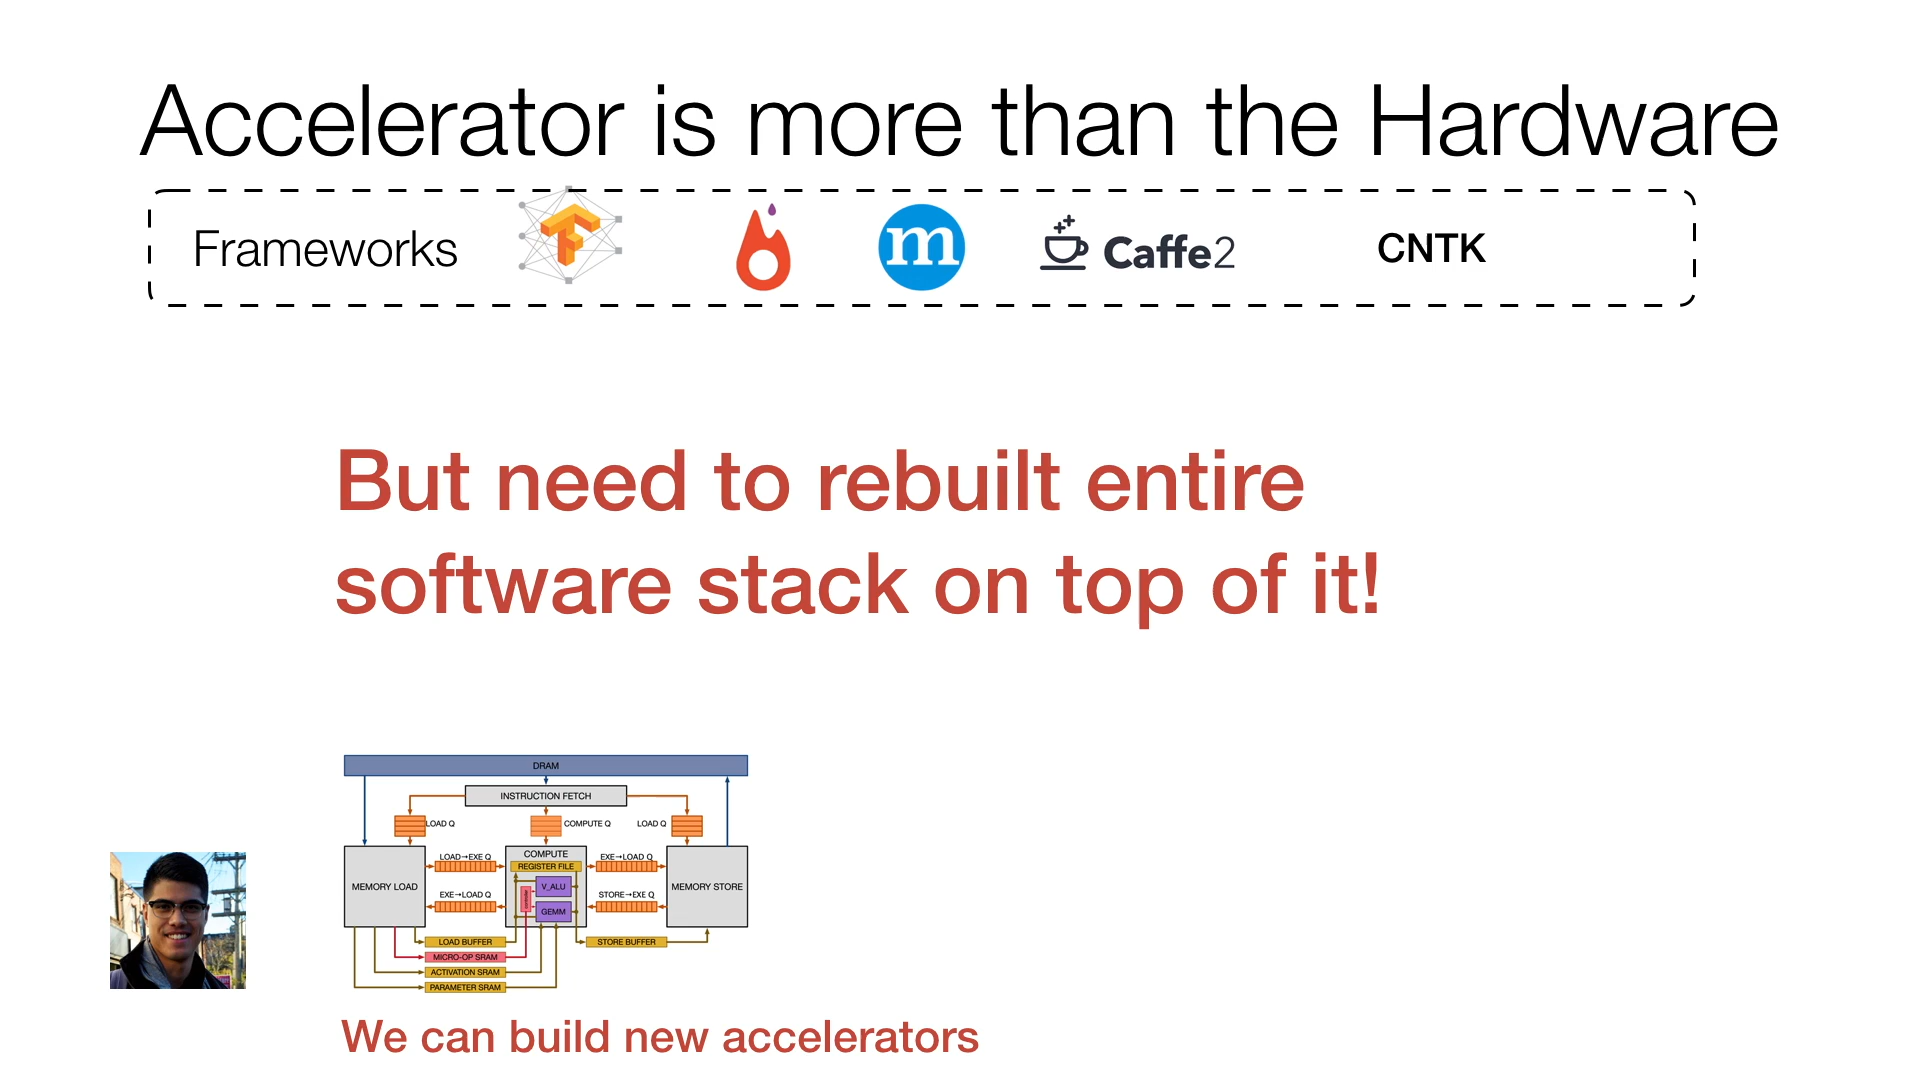 Accelerator is more than the Hardware
Frameworks
m
Caffe2
CNTK
But need to rebuilt entire
software stack on top of it!
DRAM
INSTRUCTION FETCH
LOAD Q
COMPUTE Q
LOAD Q
LOAD→EXE Q
COMPUTE
EXE→LOAD Q
REGISTER FILE
MEMORY LOAD
V_ALU
MEMORY STORE
EXE→LOAD Q
controller
STORE→EXE Q
GEMM
LOAD BUFFER
STORE BUFFER
MICRO-OP SRAM
ACTIVATION SRAM
PARAMETER SRAM
We can build new accelerators